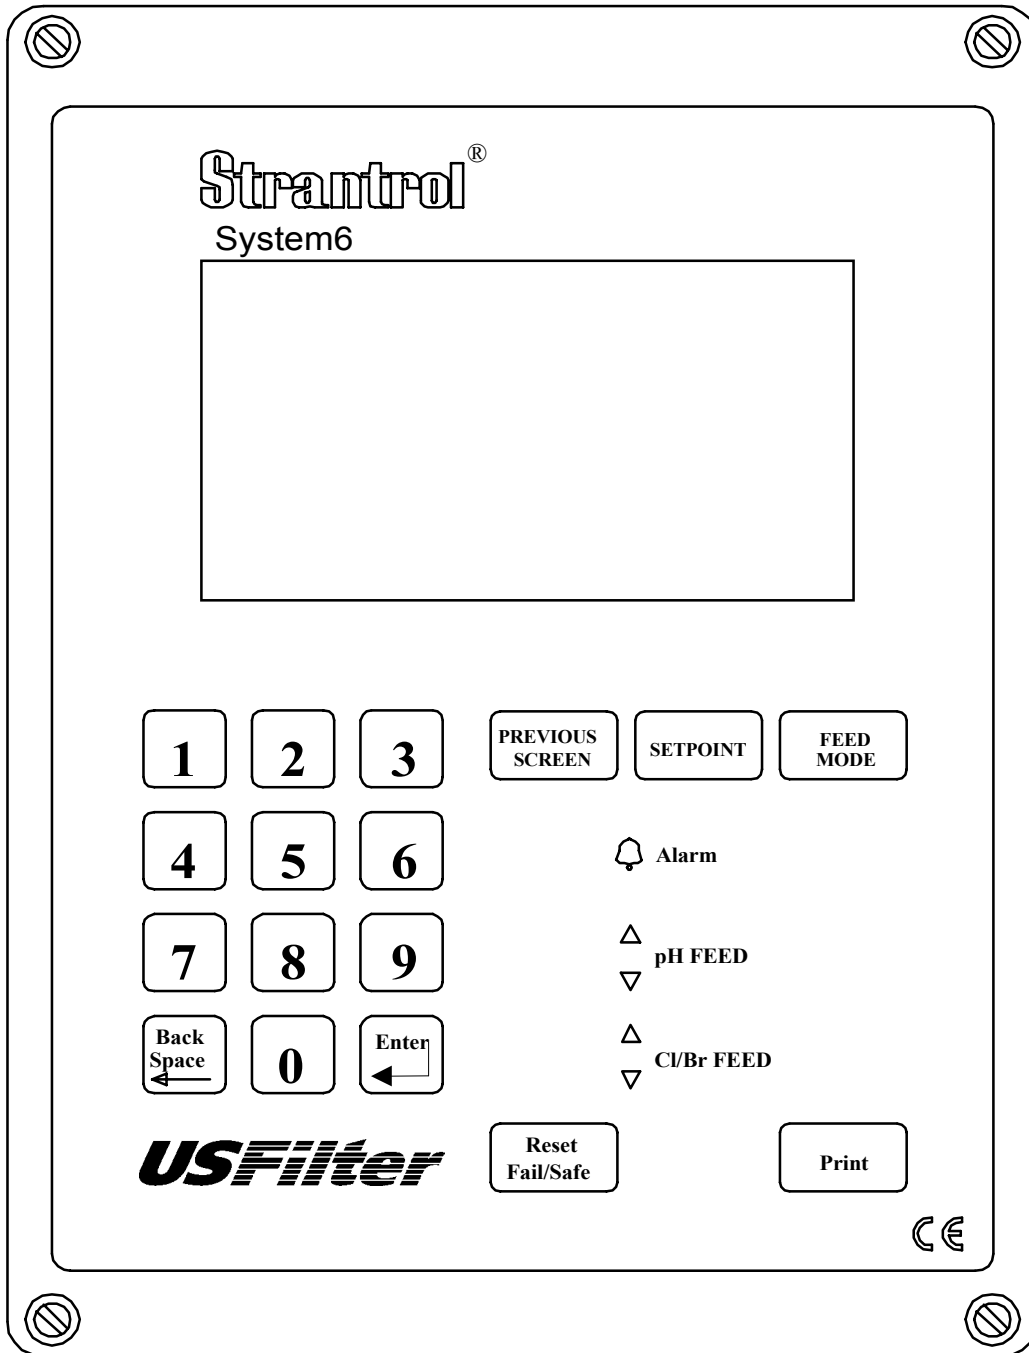 Strantrol®
System6
1 2 3
PREVIOUS SCREEN
SETPOINT
FEED MODE
4 5 6
Alarm
7 8 9
pH FEED
Back Space
0
Enter
Cl/Br FEED
USFilter
Reset Fail/Safe
Print
CE